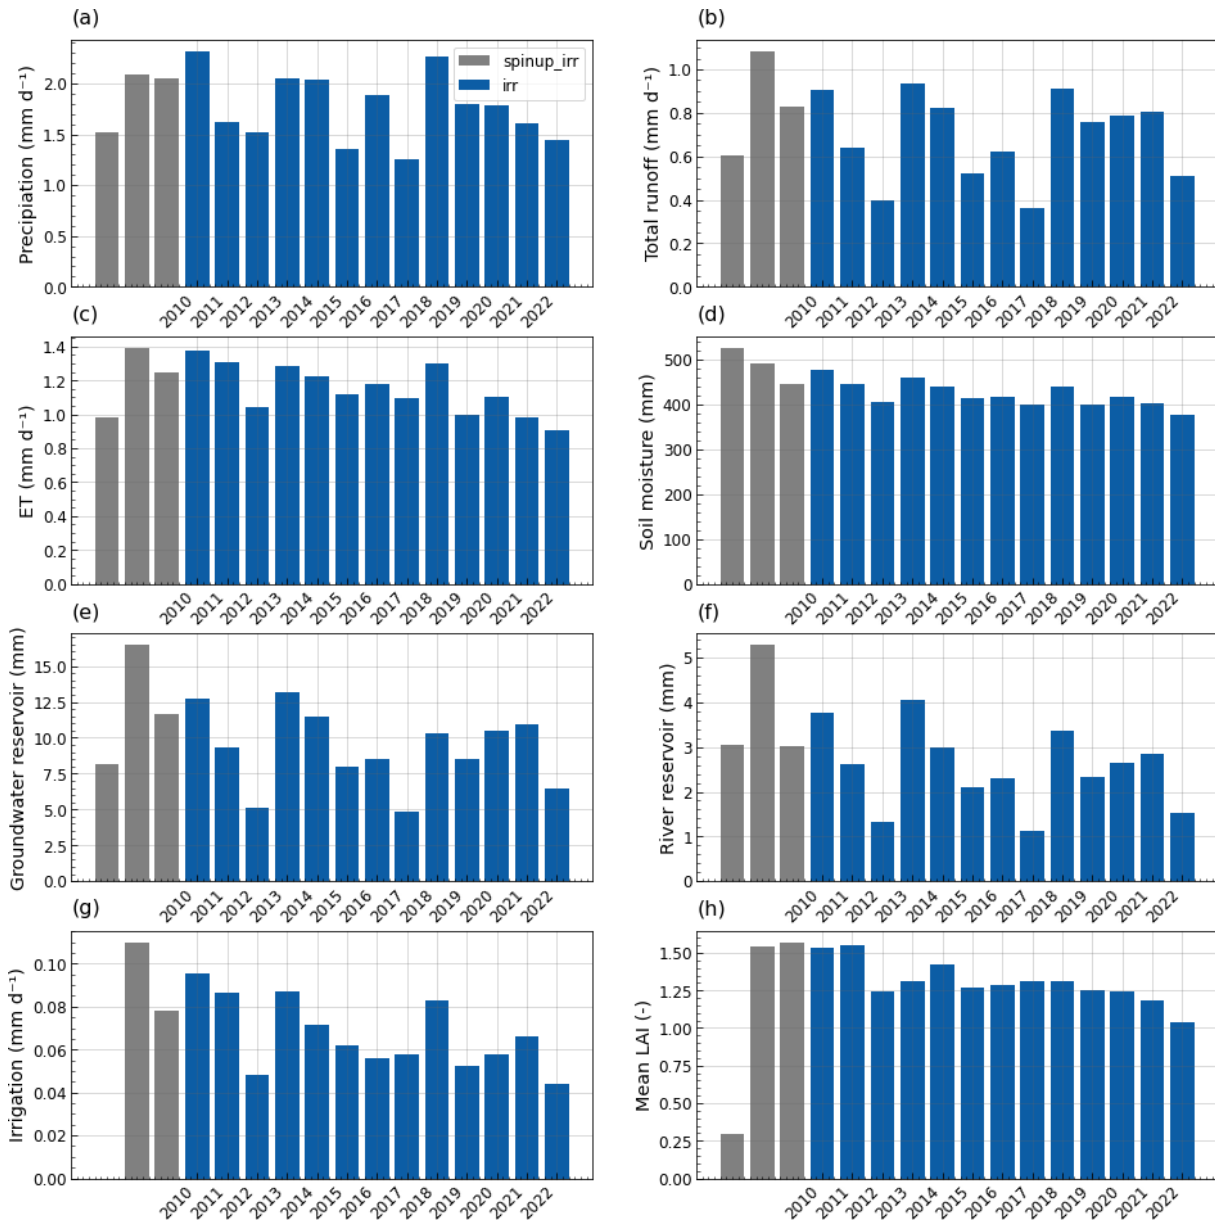 (a)
Precipiation (mm d⁻¹)
2.0
1.5
1.0
0.5
0.0
spinup_irr
irr
2010 2011 2012 2013 2014 2015 2016 2017 2018 2019 2020 2021 2022
(b)
Total runoff (mm d⁻¹)
1.0
0.8
0.6
0.4
0.2
0.0
2010 2011 2012 2013 2014 2015 2016 2017 2018 2019 2020 2021 2022
(c)
ET (mm d⁻¹)
1.4
1.2
1.0
0.8
0.6
0.4
0.2
0.0
2010 2011 2012 2013 2014 2015 2016 2017 2018 2019 2020 2021 2022
(d)
Soil moisture (mm)
500
400
300
200
100
0
2010 2011 2012 2013 2014 2015 2016 2017 2018 2019 2020 2021 2022
(e)
Groundwater reservoir (mm)
15.0
12.5
10.0
7.5
5.0
2.5
0.0
2010 2011 2012 2013 2014 2015 2016 2017 2018 2019 2020 2021 2022
(f)
River reservoir (mm)
5
4
3
2
1
0
2010 2011 2012 2013 2014 2015 2016 2017 2018 2019 2020 2021 2022
(g)
Irrigation (mm d⁻¹)
0.10
0.08
0.06
0.04
0.02
0.00
2010 2011 2012 2013 2014 2015 2016 2017 2018 2019 2020 2021 2022
(h)
Mean LAI (-)
1.50
1.25
1.00
0.75
0.50
0.25
0.00
2010 2011 2012 2013 2014 2015 2016 2017 2018 2019 2020 2021 2022